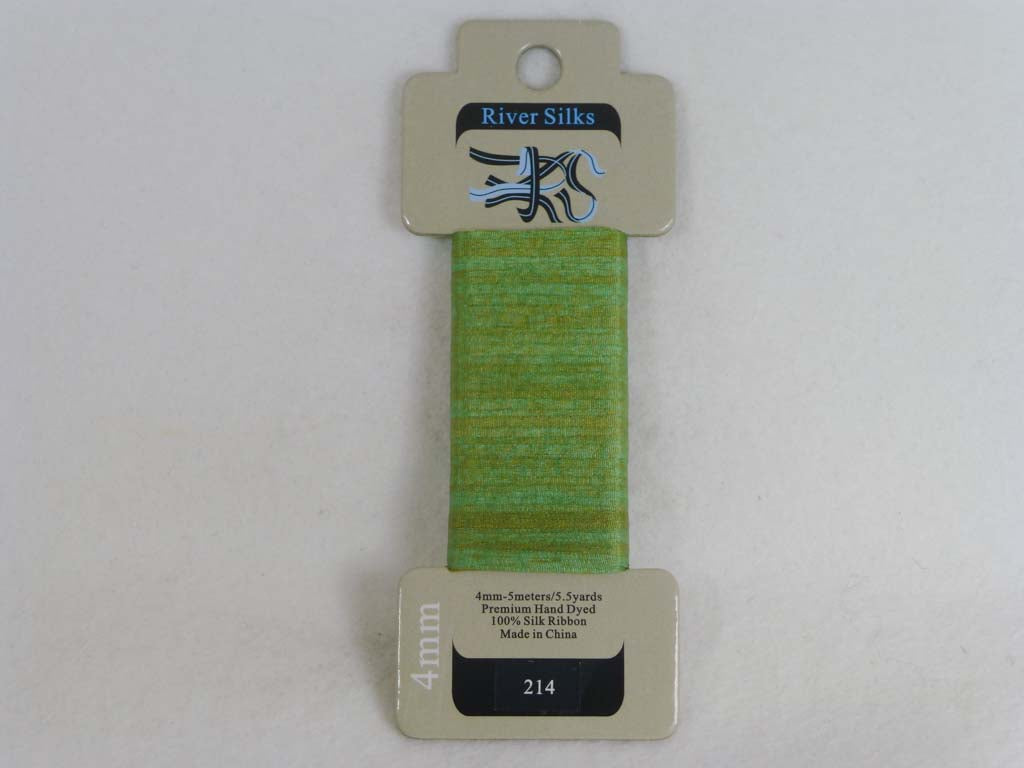 River Silks
4mm-5meters/5.5yards
Premium Hand Dyed
100% Silk Ribbon
Made in China
4mm
214